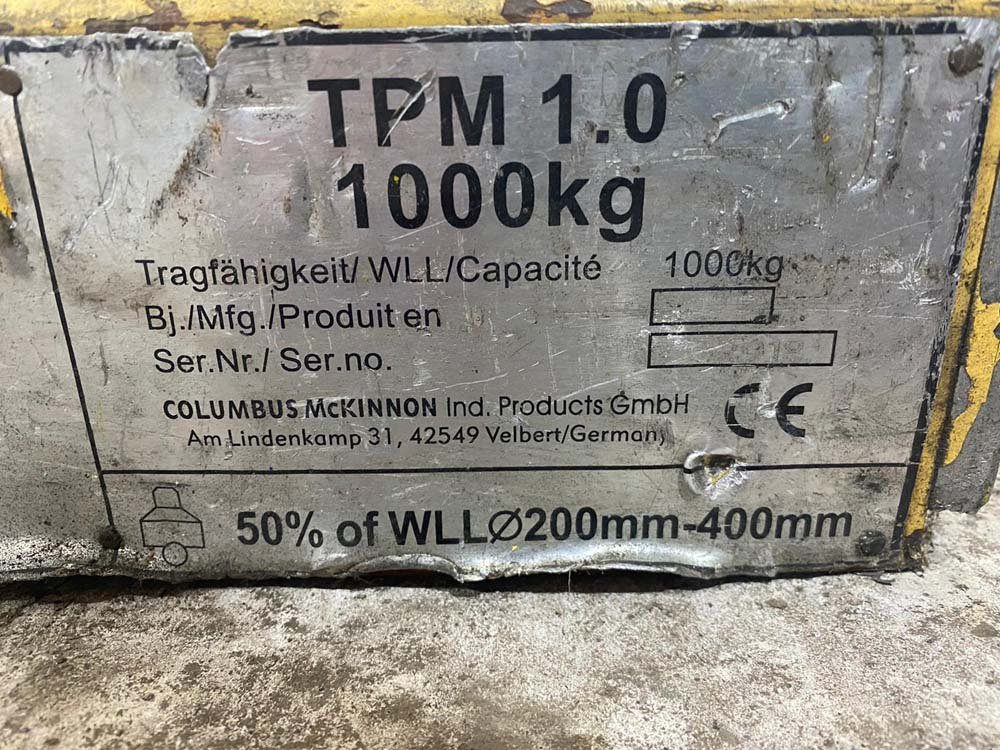 TPM 1.0
1000kg
Tragfähigkeit/ WLL/Capacité 1000kg
Bj./Mfg./Produit en
Ser.Nr./ Ser.no.
COLUMBUS McKINNON Ind. Products GmbH CE
Am Lindenkamp 31, 42549 Velbert/Germany
50% of WLLØ200mm-400mm